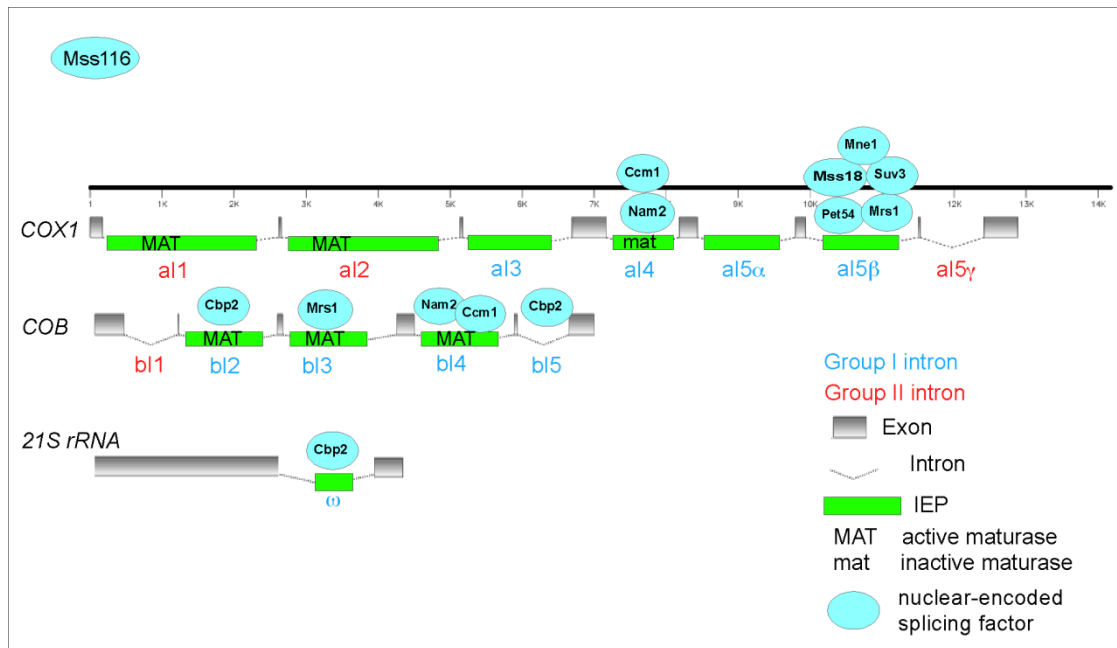 Mss116
Mne1
Ccm1
Mss18 Suv3
1 1K 2K 3K 4K 5K 6K 7K 8K 9K 10K 12K 13K 14K
Nam2 Pet54 Mrs1
COX1
MAT MAT mat
aI1 aI2 aI3 aI4 aI5α aI5β aI5γ
Cbp2 Mrs1 Nam2 Ccm1 Cbp2
COB
MAT MAT MAT
bI1 bI2 bI3 bI4 bI5
Group I intron
Group II intron
Exon
21S rRNA
Cbp2
Intron
ω
IEP
MAT active maturase
mat inactive maturase
nuclear-encoded
splicing factor